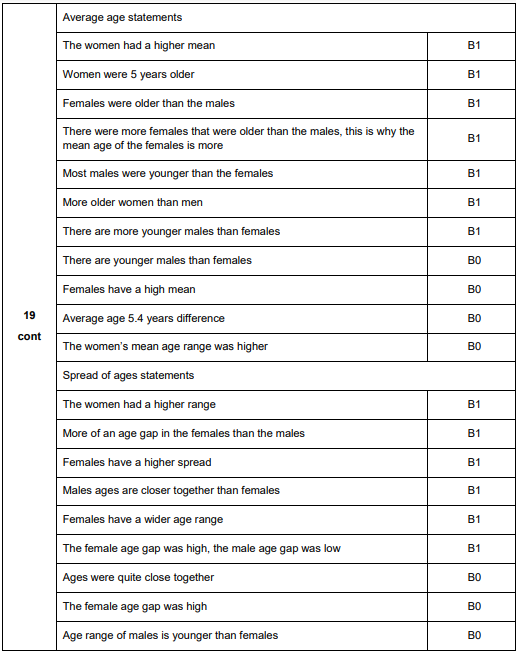 Average age statements
The women had a higher mean B1
Women were 5 years older B1
Females were older than the males B1
There were more females that were older than the males, this is why the
mean age of the females is more B1
Most males were younger than the females B1
More older women than men B1
There are more younger males than females B1
There are younger males than females B0
Females have a high mean B0
19
cont
Average age 5.4 years difference B0
The women's mean age range was higher B0
Spread of ages statements
The women had a higher range B1
More of an age gap in the females than the males B1
Females have a higher spread B1
Males ages are closer together than females B1
Females have a wider age range B1
The female age gap was high, the male age gap was low B1
Ages were quite close together B0
The female age gap was high B0
Age range of males is younger than females B0